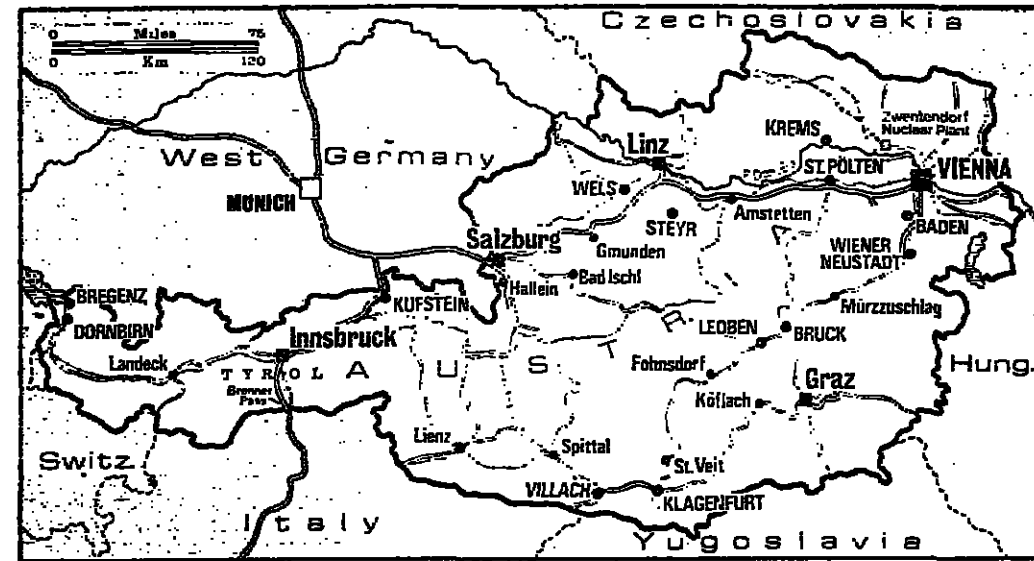 Czechoslovakia
0 Miles 75
0 Km 120
West Germany
MUNICH
Linz
KREMS
Zwentendorf
Nuclear Plant
WELS
ST. PÖLTEN
VIENNA
STEYR
Amstetten
BADEN
Salzburg
Gmunden
WIENER
NEUSTADT
Hallein
Bad Ischl
BREGENZ
KUFSTEIN
Mürzzuschlag
DORNBIRN
Innsbruck
LEOBEN
BRUCK
Landeck
TYROL
AUSTRIA
Fohnsdorf
Hung.
Brenner
Pass
Köflach
Graz
Lienz
Spittal
St. Veit
Switz.
VILLACH
KLAGENFURT
Italy
Yugoslavia